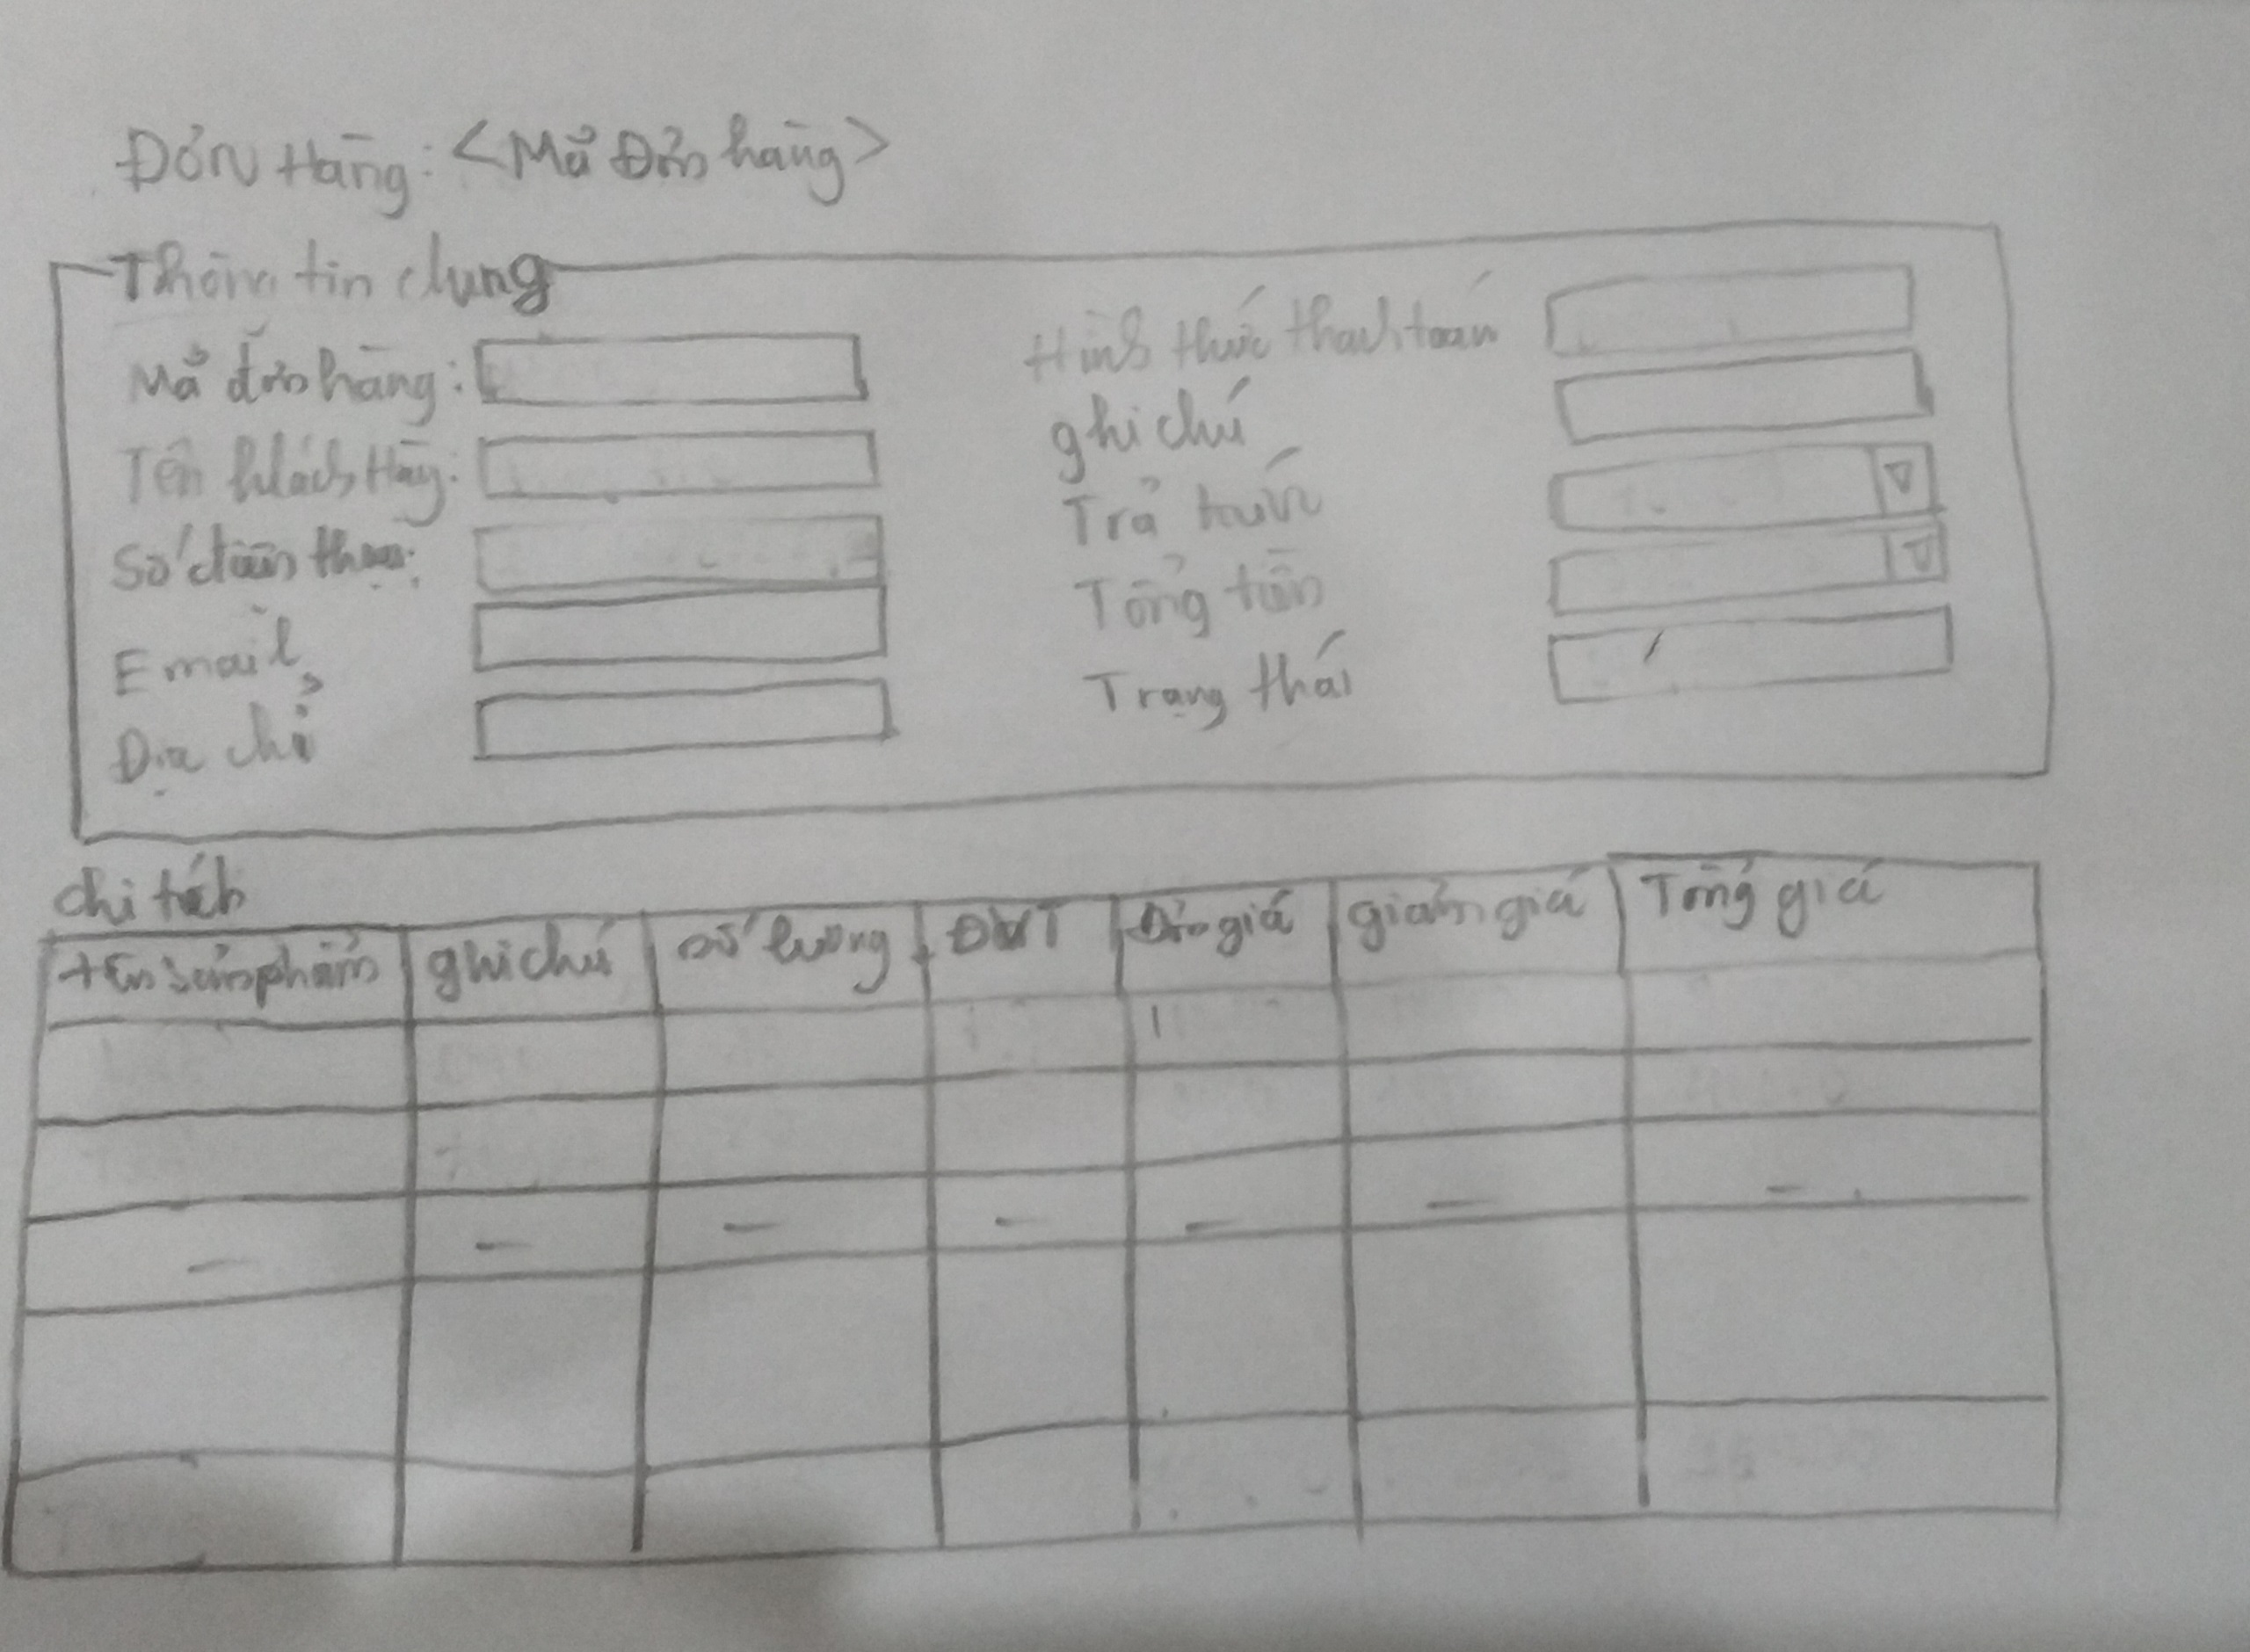 Đơn Hàng: <Mã Đơn hàng>
Thông tin chung
Mã đơn hàng:
Tên khách Hàng:
Số điện thoại:
Email
Địa chỉ
Hình thức thanh toán
ghi chú
Trả trước
Tổng tiền
Trạng thái
chi tiết
tên sản phẩm ghi chú số lượng ĐVT Đơn giá giảm giá Tổng giá